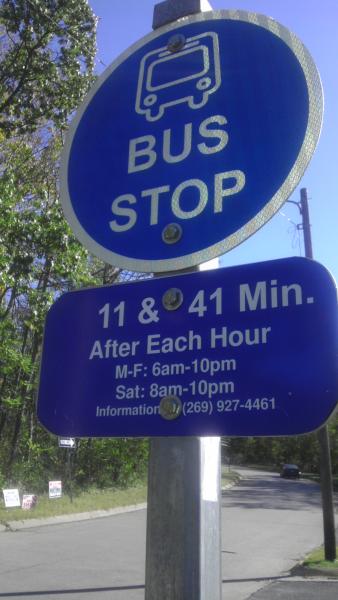 BUS
STOP
11 & 41 Min.
After Each Hour
M-F: 6am-10pm
Sat: 8am-10pm
Information (269) 927-4461